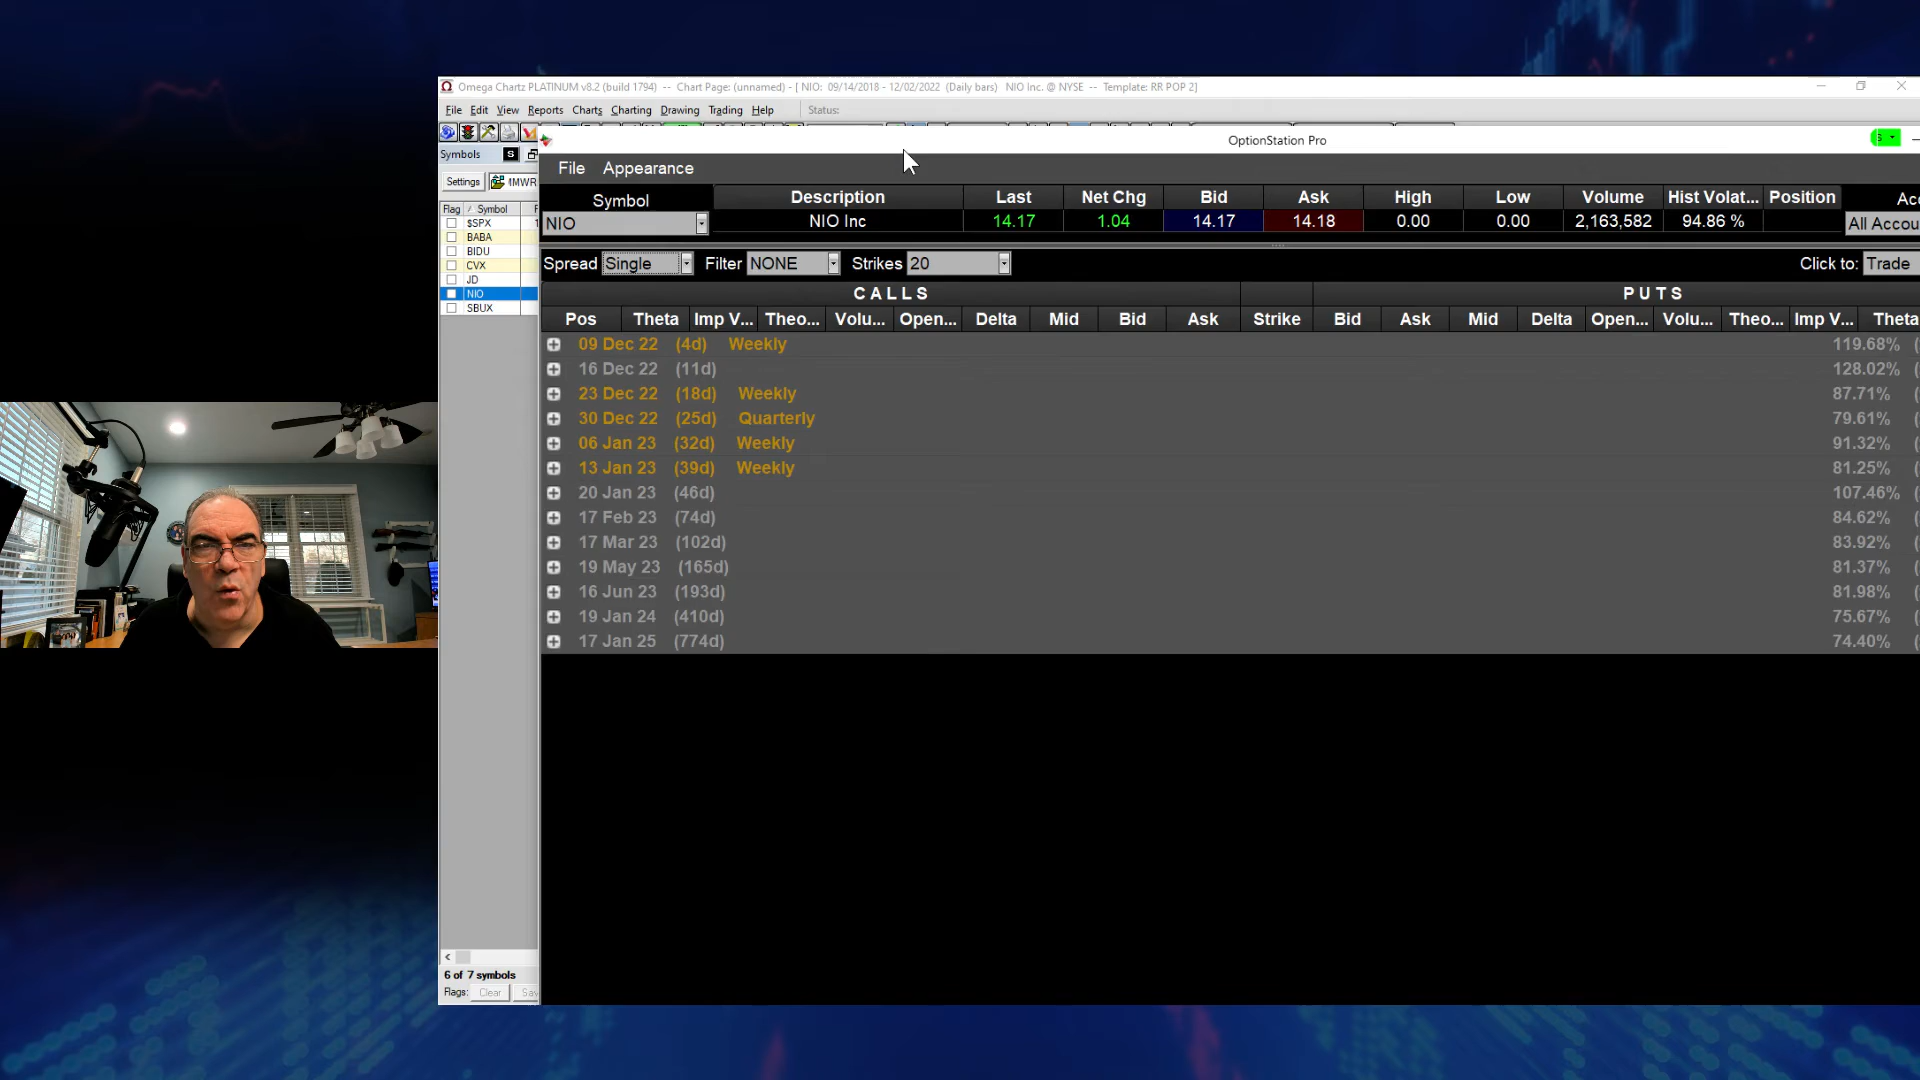 Omega Chartz PLATINUM v8.2 (build 1794) -- Chart Page: (unnamed) - [ NIO: 09/14/2018 - 12/02/2022 (Daily bars) NIO Inc. @ NYSE -- Template: RR POP 2]
File Edit View Reports Charts Charting Drawing Trading Help Status:
Symbols S
OptionStation Pro
File Appearance
Settings
Symbol Description Last Net Chg Bid Ask High Low Volume Hist Volat... Position
NIO NIO Inc 14.17 1.04 14.17 14.18 0.00 0.00 2,163,582 94.86 % All Accou
Flag Symbol
$SPX
BABA
BIDU
CVX
JD
NIO
SBUX
Spread Single Filter NONE Strikes 20 Click to: Trade
CALLS PUTS
Pos Theta Imp V... Theo... Volu... Open... Delta Mid Bid Ask Strike Bid Ask Mid Delta Open... Volu... Theo... Imp V... Theta
09 Dec 22 (4d) Weekly 119.68%
16 Dec 22 (11d) 128.02%
23 Dec 22 (18d) Weekly 87.71%
30 Dec 22 (25d) Quarterly 79.61%
06 Jan 23 (32d) Weekly 91.32%
13 Jan 23 (39d) Weekly 81.25%
20 Jan 23 (46d) 107.46%
17 Feb 23 (74d) 84.62%
17 Mar 23 (102d) 83.92%
19 May 23 (165d) 81.37%
16 Jun 23 (193d) 81.98%
19 Jan 24 (410d) 75.67%
17 Jan 25 (774d) 74.40%
6 of 7 symbols
Flags: Clear